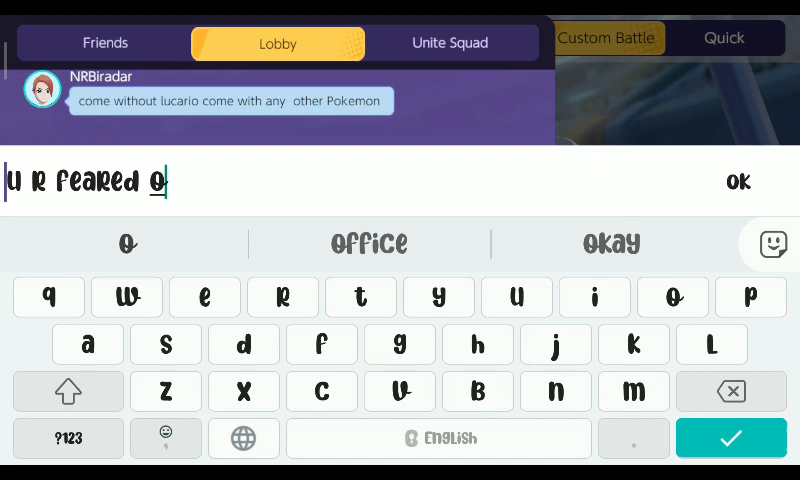 Friends Lobby Unite Squad Custom Battle Quick
NRBiradar
come without lucario come with any other Pokemon
U R feared o OK
o office okay
q w e R t y U i o p
a s d f g h j k L
z x c v B n m
?123 , English .